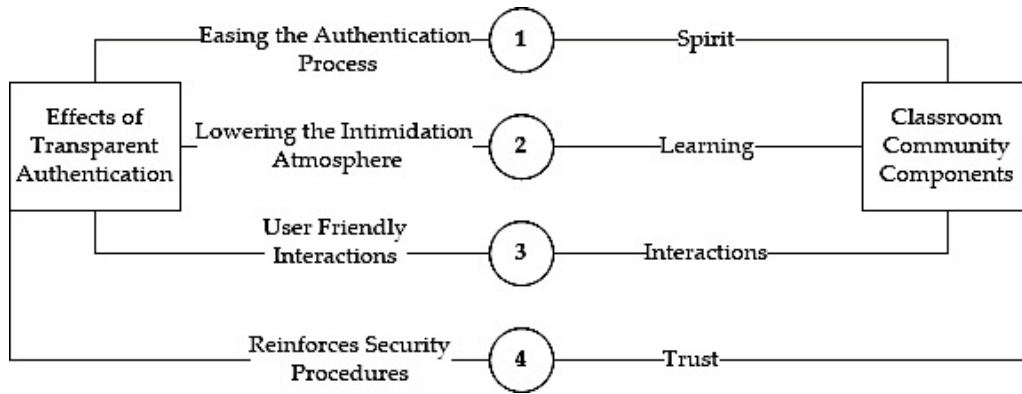 Easing the Authentication
Process
1
Spirit
Effects of
Transparent
Authentication
Lowering the Intimidation
Atmosphere
2
Learning
Classroom
Community
Components
User Friendly
Interactions
3
Interactions
Reinforces Security
Procedures
4
Trust